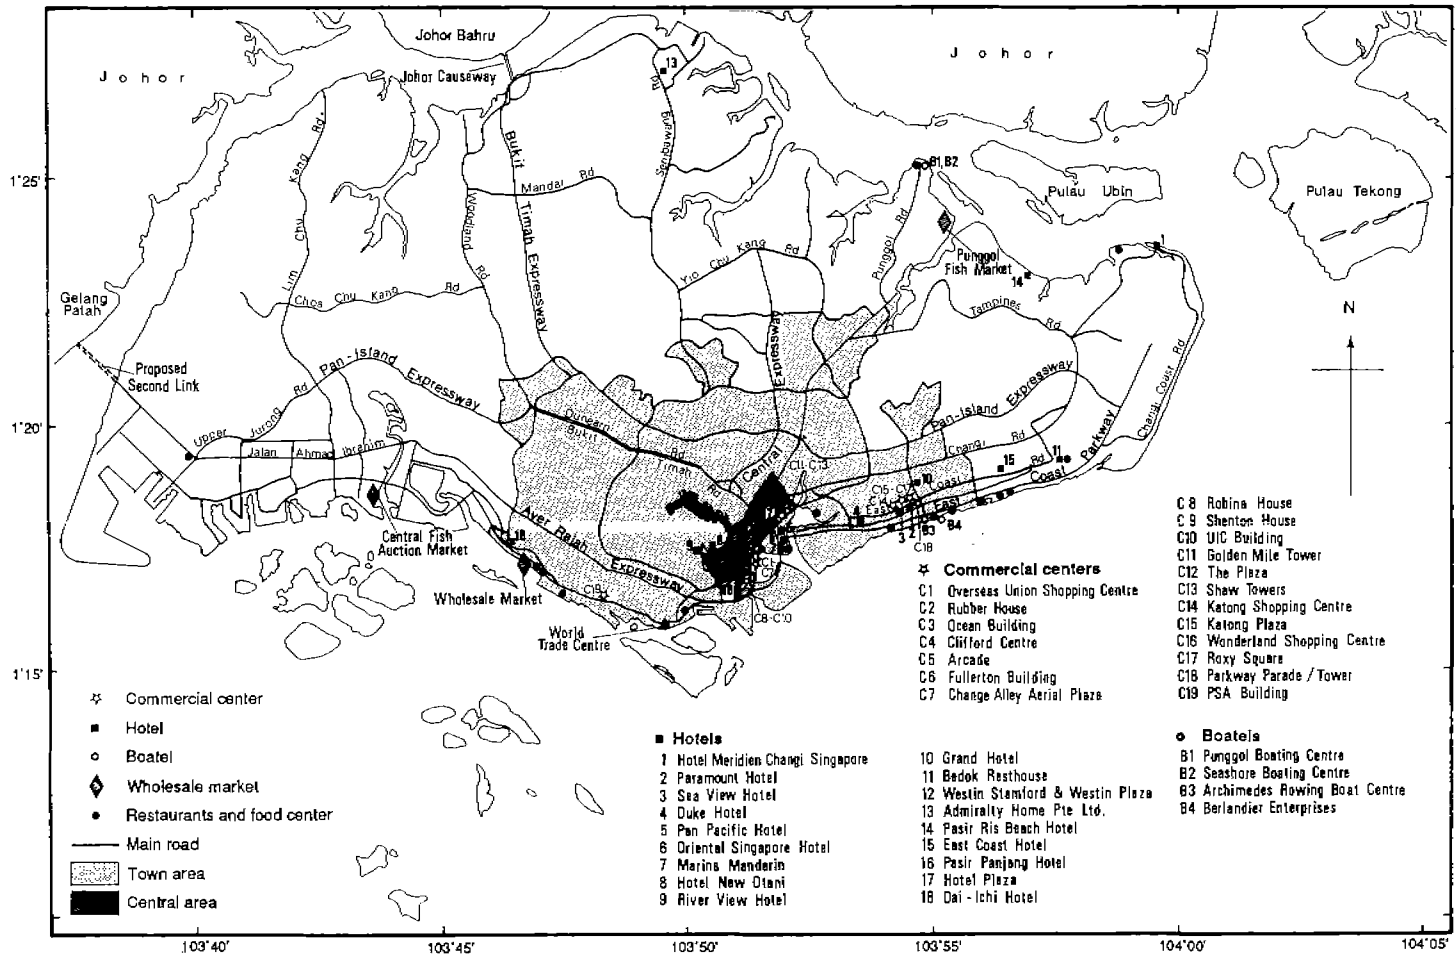 Johor Bahru
Johor
Johor
Johor Causeway
13
Rd
Rd.
Kang
Chu
Lim
Bukit
Timah Expressway
Mandai Rd
Woodland
Rd
Sembawang
B1, B2
1°25'
Pulau Ubin
Pulau Tekong
Punggol Rd
Yio Chu Kang Rd
Punggol
Fish Market
14
1
Gelang
Patah
Choa Chu Kang Rd
Tampines Rd
N
Proposed
Second Link
Pan-Island
Expressway
Expressway
Pan-Island
Expressway
Changi Coast Rd
1°20'
Upper
Jurong
Rd
Jalan Ahmad Ibrahim
Dunearn Rd
Bukit Timah Rd
Central
C11-C13
Changi Rd
Parkway
15
11
10
East Coast Rd
East Coast
4
3
2
B3
B4
C18
Central Fish
Auction Market
Ayer Rajah
Expressway
Wholesale Market
C19
World
Trade Centre
C8-C10
1°15'
☆ Commercial centers
C1 Overseas Union Shopping Centre
C2 Rubber House
C3 Ocean Building
C4 Clifford Centre
C5 Arcade
C6 Fullerton Building
C7 Change Alley Aerial Plaza
C8 Robina House
C9 Shenton House
C10 UIC Building
C11 Golden Mile Tower
C12 The Plaza
C13 Shaw Towers
C14 Katong Shopping Centre
C15 Katong Plaza
C16 Wonderland Shopping Centre
C17 Roxy Square
C18 Parkway Parade / Tower
C19 PSA Building
Commercial center
Hotel
Boatel
Wholesale market
Restaurants and food center
Main road
Town area
Central area
■ Hotels
1 Hotel Meridien Changi Singapore
2 Paramount Hotel
3 Sea View Hotel
4 Duke Hotel
5 Pan Pacific Hotel
6 Oriental Singapore Hotel
7 Marina Mandarin
8 Hotel New Otani
9 River View Hotel
10 Grand Hotel
11 Bedok Resthouse
12 Westin Stamford & Westin Plaza
13 Admiralty Home Pte Ltd.
14 Pasir Ris Beach Hotel
15 East Coast Hotel
16 Pasir Panjang Hotel
17 Hotel Plaza
18 Dai-Ichi Hotel
Boatels
B1 Punggol Boating Centre
B2 Seashore Boating Centre
B3 Archimedes Rowing Boat Centre
B4 Berlandier Enterprises
103°40'
103°45'
103°50'
103°55'
104°00'
104°05'